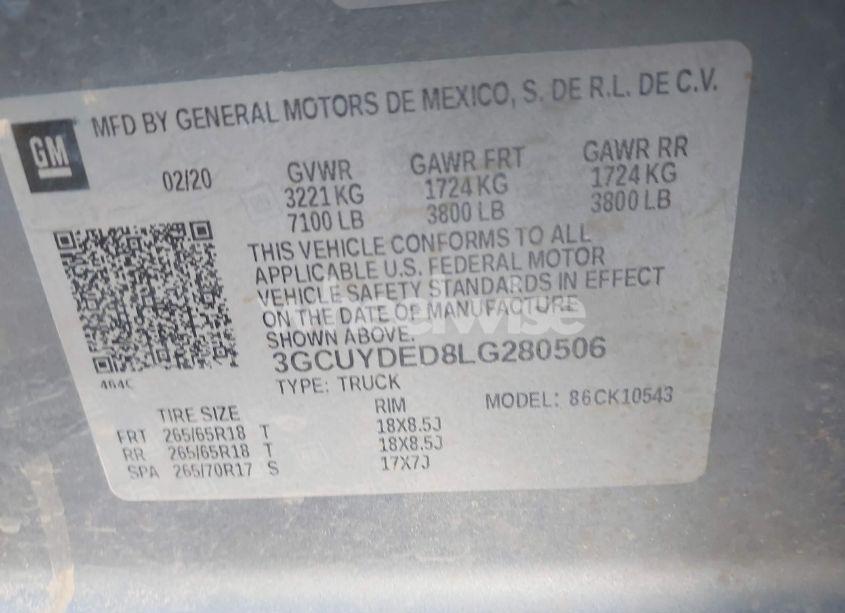 GM
MFD BY GENERAL MOTORS DE MEXICO, S. DE R.L. DE C.V.
02/20 GVWR GAWR FRT GAWR RR
3221 KG 1724 KG 1724 KG
7100 LB 3800 LB 3800 LB
THIS VEHICLE CONFORMS TO ALL
APPLICABLE U.S. FEDERAL MOTOR
VEHICLE SAFETY STANDARDS IN EFFECT
ON THE DATE OF MANUFACTURE
SHOWN ABOVE.
3GCUYDED8LG280506
464C
TYPE: TRUCK MODEL: 86CK10543
TIRE SIZE RIM
FRT 265/65R18 T 18X8.5J
RR 265/65R18 T 18X8.5J
SPA 265/70R17 S 17X7J